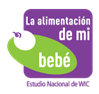 La alimentación
de mi
bebé
Estudio Nacional de WIC